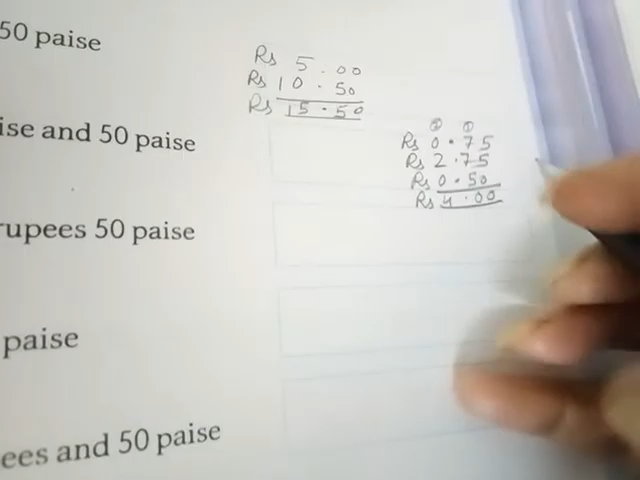 50 paise
Rs 5.00
Rs 10.50
Rs 15.50
ise and 50 paise
① ①
Rs 0.75
Rs 2.75
Rs 0.50
Rs 4.00
rupees 50 paise
paise
ees and 50 paise